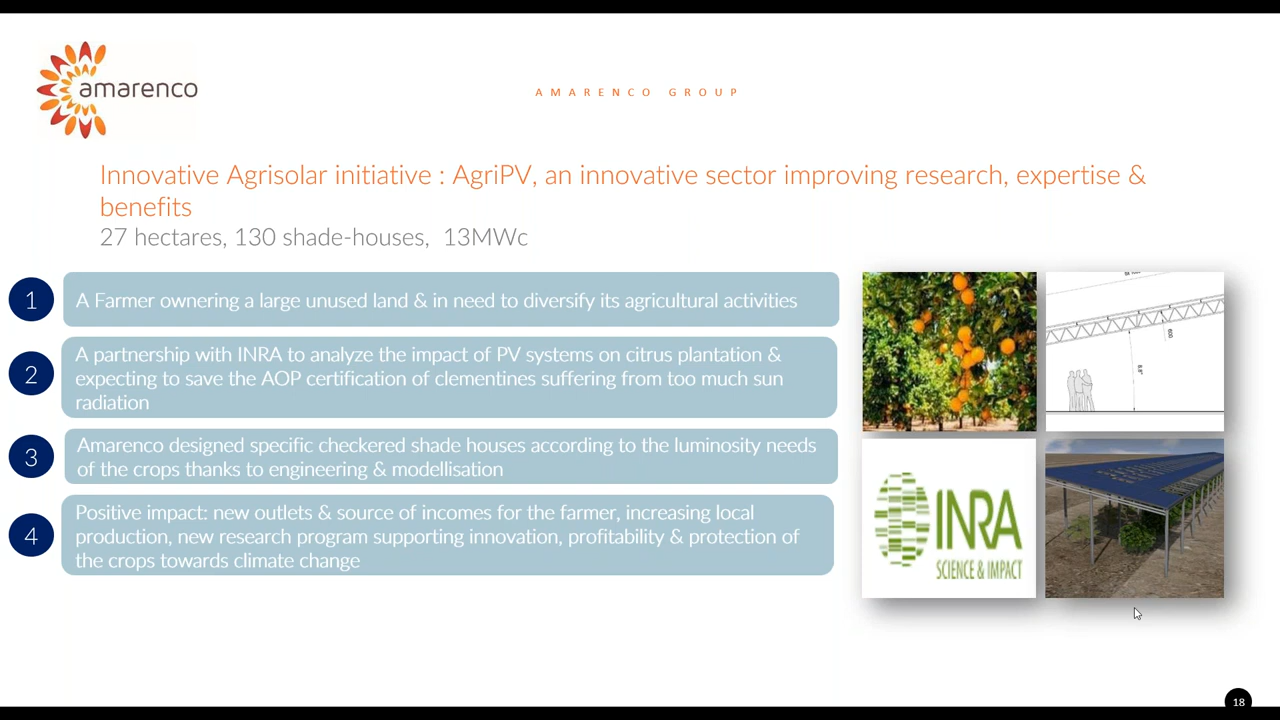 amarenco
AMARENCO GROUP
Innovative Agrisolar initiative : AgriPV, an innovative sector improving research, expertise &
benefits
27 hectares, 130 shade-houses, 13MWc
1
A Farmer ownering a large unused land & in need to diversify its agricultural activities
2
A partnership with INRA to analyze the impact of PV systems on citrus plantation &
expecting to save the AOP certification of clementines suffering from too much sun
radiation
3
Amarenco designed specific checkered shade houses according to the luminosity needs
of the crops thanks to engineering & modellisation
4
Positive impact: new outlets & source of incomes for the farmer, increasing local
production, new research program supporting innovation, profitability & protection of
the crops towards climate change
INRA
SCIENCE & IMPACT
18